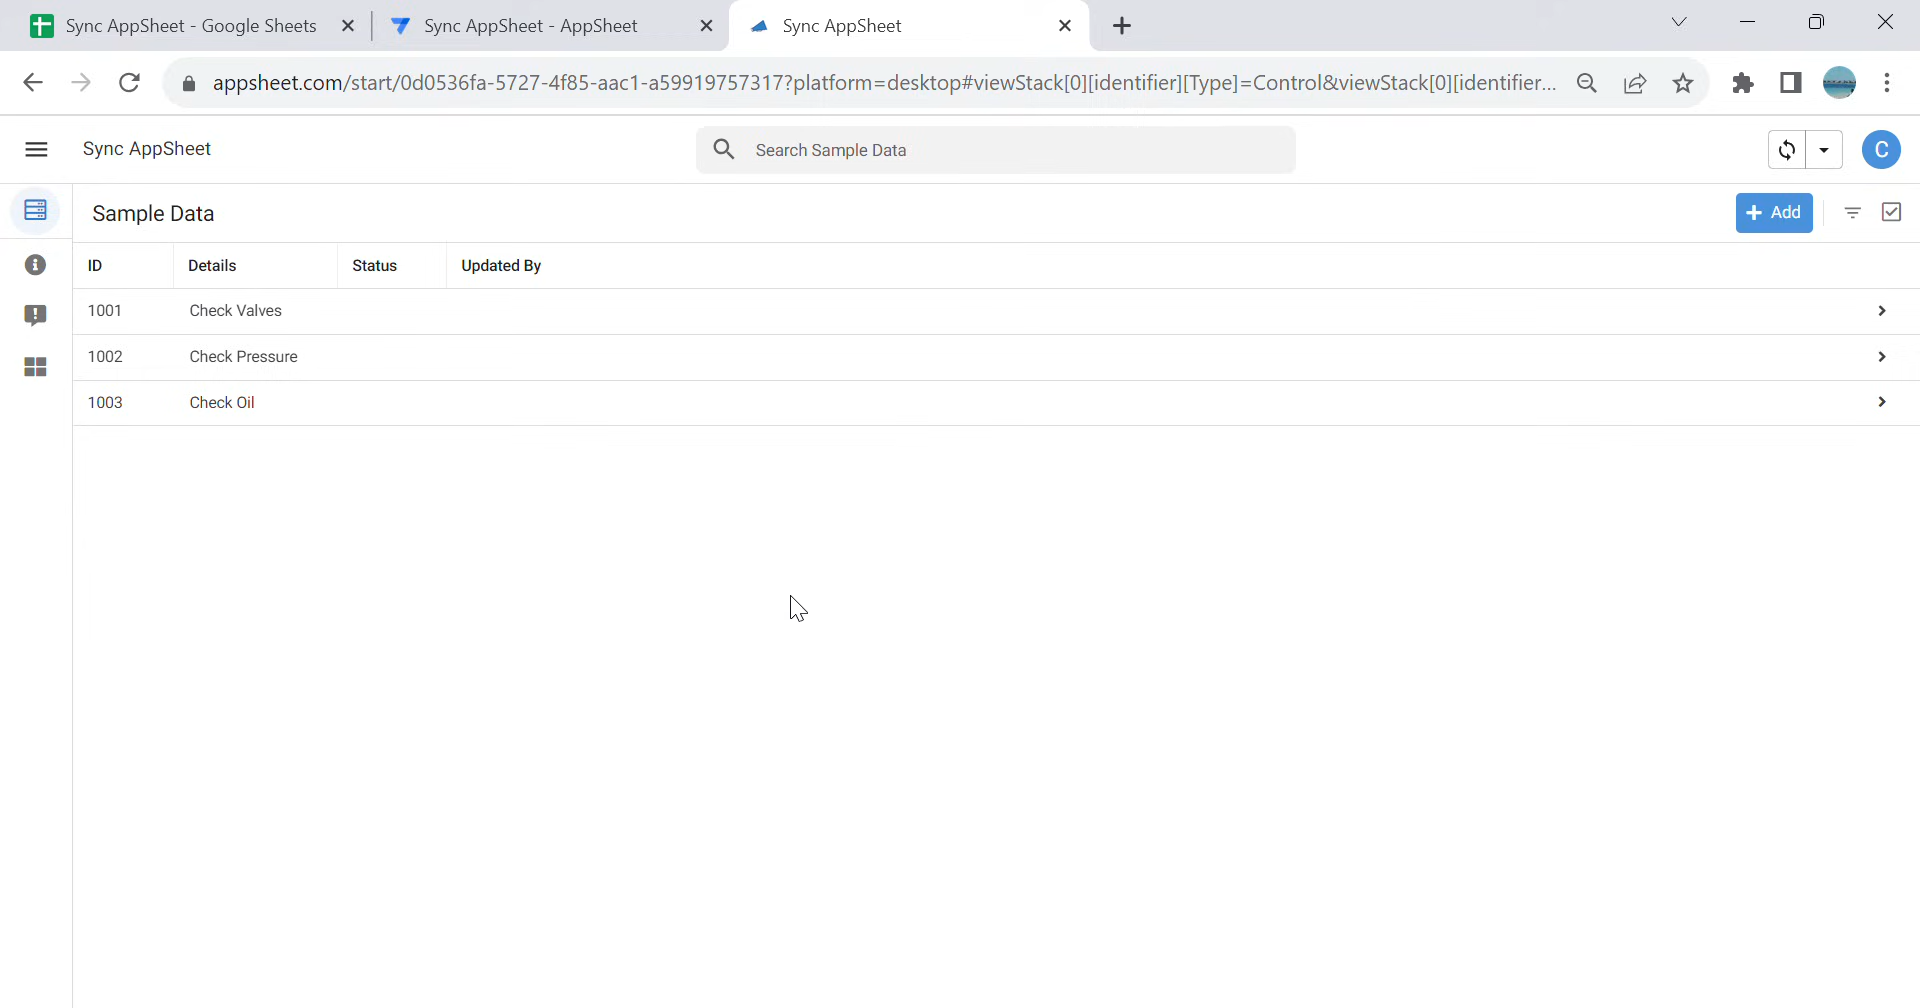 Sync AppSheet - Google Sheets
Sync AppSheet - AppSheet
Sync AppSheet
appsheet.com/start/0d0536fa-5727-4f85-aac1-a59919757317?platform=desktop#viewStack[0][identifier][Type]=Control&viewStack[0][identifier...
Sync AppSheet
Search Sample Data
C
Sample Data
+ Add
ID Details Status Updated By
1001 Check Valves
1002 Check Pressure
1003 Check Oil